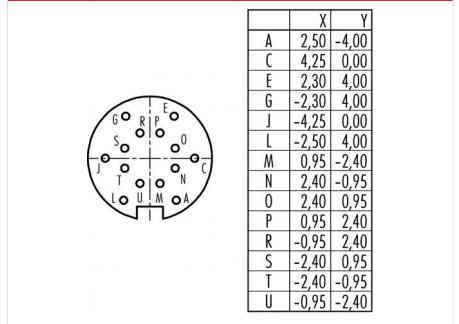 X Y
A 2,50 -4,00
C 4,25 0,00
E 2,30 4,00
G -2,30 4,00
J -4,25 0,00
L -2,50 4,00
M 0,95 -2,40
N 2,40 -0,95
O 2,40 0,95
P 0,95 2,40
R -0,95 2,40
S -2,40 0,95
T -2,40 -0,95
U -0,95 -2,40
G E
R P
S O
J C
T N
L U M A